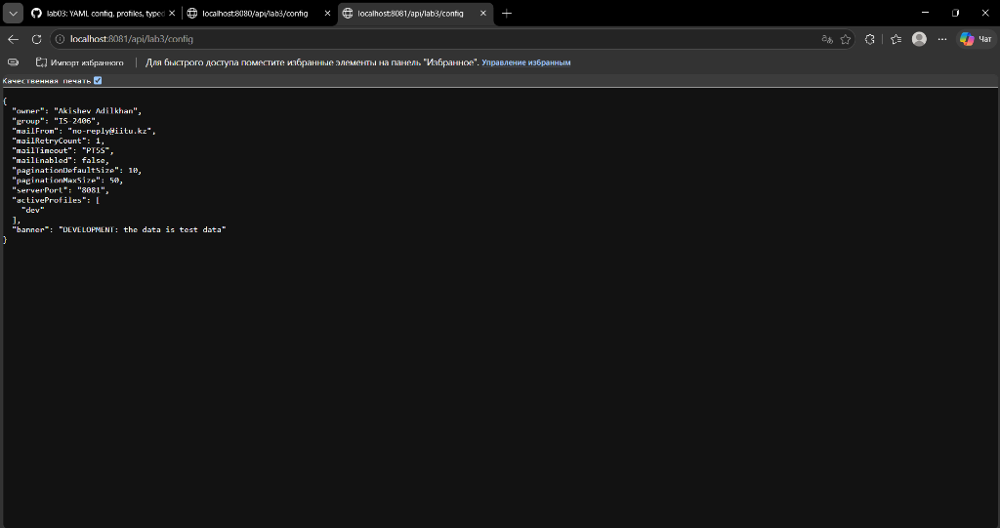 lab03: YAML config, profiles, typed
localhost:8080/api/lab3/config
localhost:8081/api/lab3/config
localhost:8081/api/lab3/config
Чат
Импорт избранного
Для быстрого доступа поместите избранные элементы на панель "Избранное". Управление избранным
Качественная печать
{
"owner": "Akishev Adilkhan",
"group": "IS-2406",
"mailFrom": "no-reply@iitu.kz",
"mailRetryCount": 1,
"mailTimeout": "PT5S",
"mailEnabled": false,
"paginationDefaultSize": 10,
"paginationMaxSize": 50,
"serverPort": "8081",
"activeProfiles": [
"dev"
],
"banner": "DEVELOPMENT: the data is test data"
}